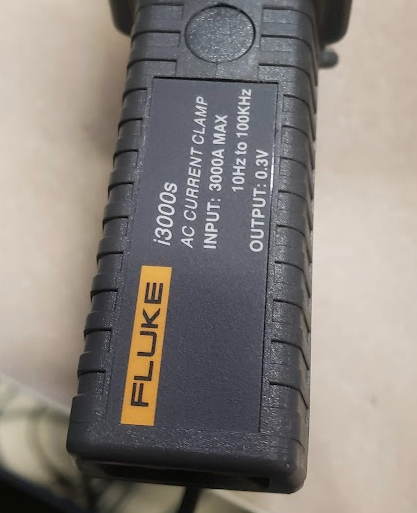 FLUKE
i3000s
AC CURRENT CLAMP
INPUT: 3000A MAX
10Hz to 100KHz
OUTPUT: 0.3V